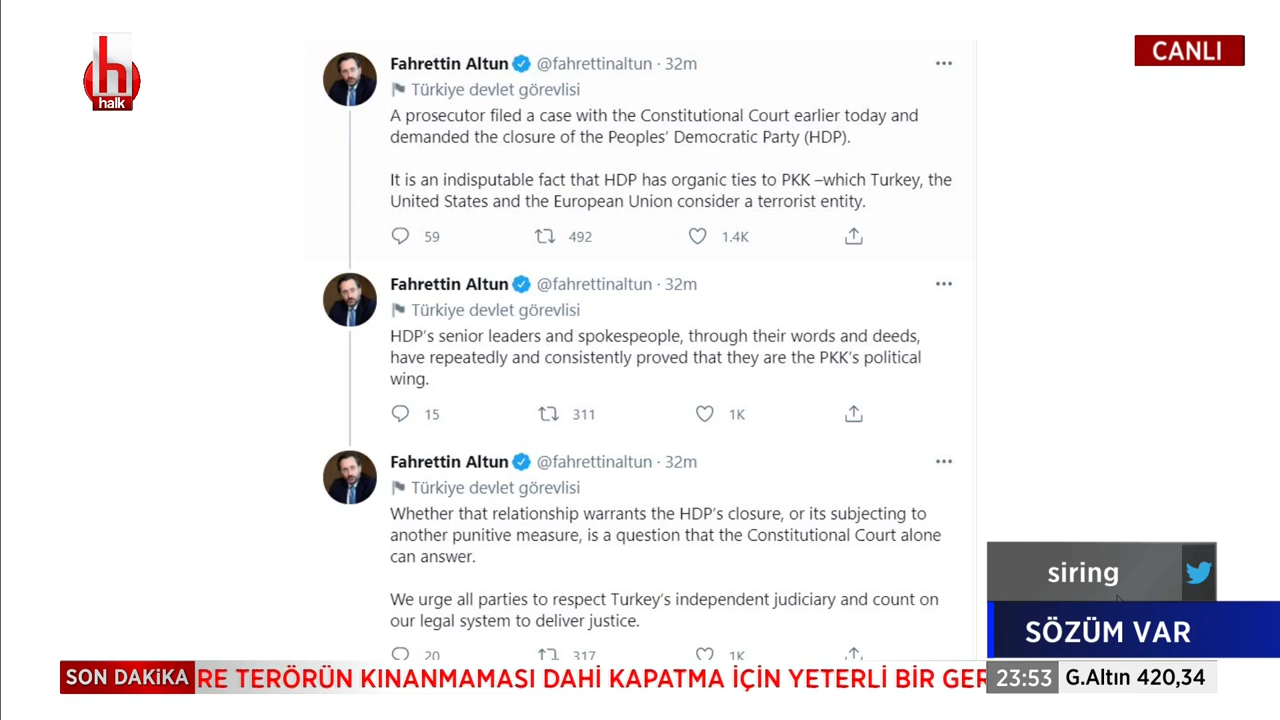 h
halk
CANLI
Fahrettin Altun @fahrettinaltun · 32m
Türkiye devlet görevlisi
A prosecutor filed a case with the Constitutional Court earlier today and
demanded the closure of the Peoples’ Democratic Party (HDP).
It is an indisputable fact that HDP has organic ties to PKK –which Turkey, the
United States and the European Union consider a terrorist entity.
59 492 1.4K
Fahrettin Altun @fahrettinaltun · 32m
Türkiye devlet görevlisi
HDP’s senior leaders and spokespeople, through their words and deeds,
have repeatedly and consistently proved that they are the PKK’s political
wing.
15 311 1K
Fahrettin Altun @fahrettinaltun · 32m
Türkiye devlet görevlisi
Whether that relationship warrants the HDP’s closure, or its subjecting to
another punitive measure, is a question that the Constitutional Court alone
can answer.
We urge all parties to respect Turkey’s independent judiciary and count on
our legal system to deliver justice.
20 317 1K
siring
SÖZÜM VAR
SON DAKİKA RE TERÖRÜN KINANMAMASI DAHİ KAPATMA İÇİN YETERLİ BİR GER
23:53 G.Altın 420,34